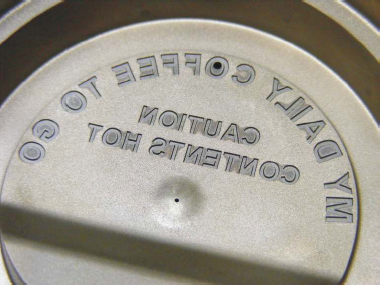 MY DAILY COFFEE TO GO
CAUTION
CONTENTS HOT